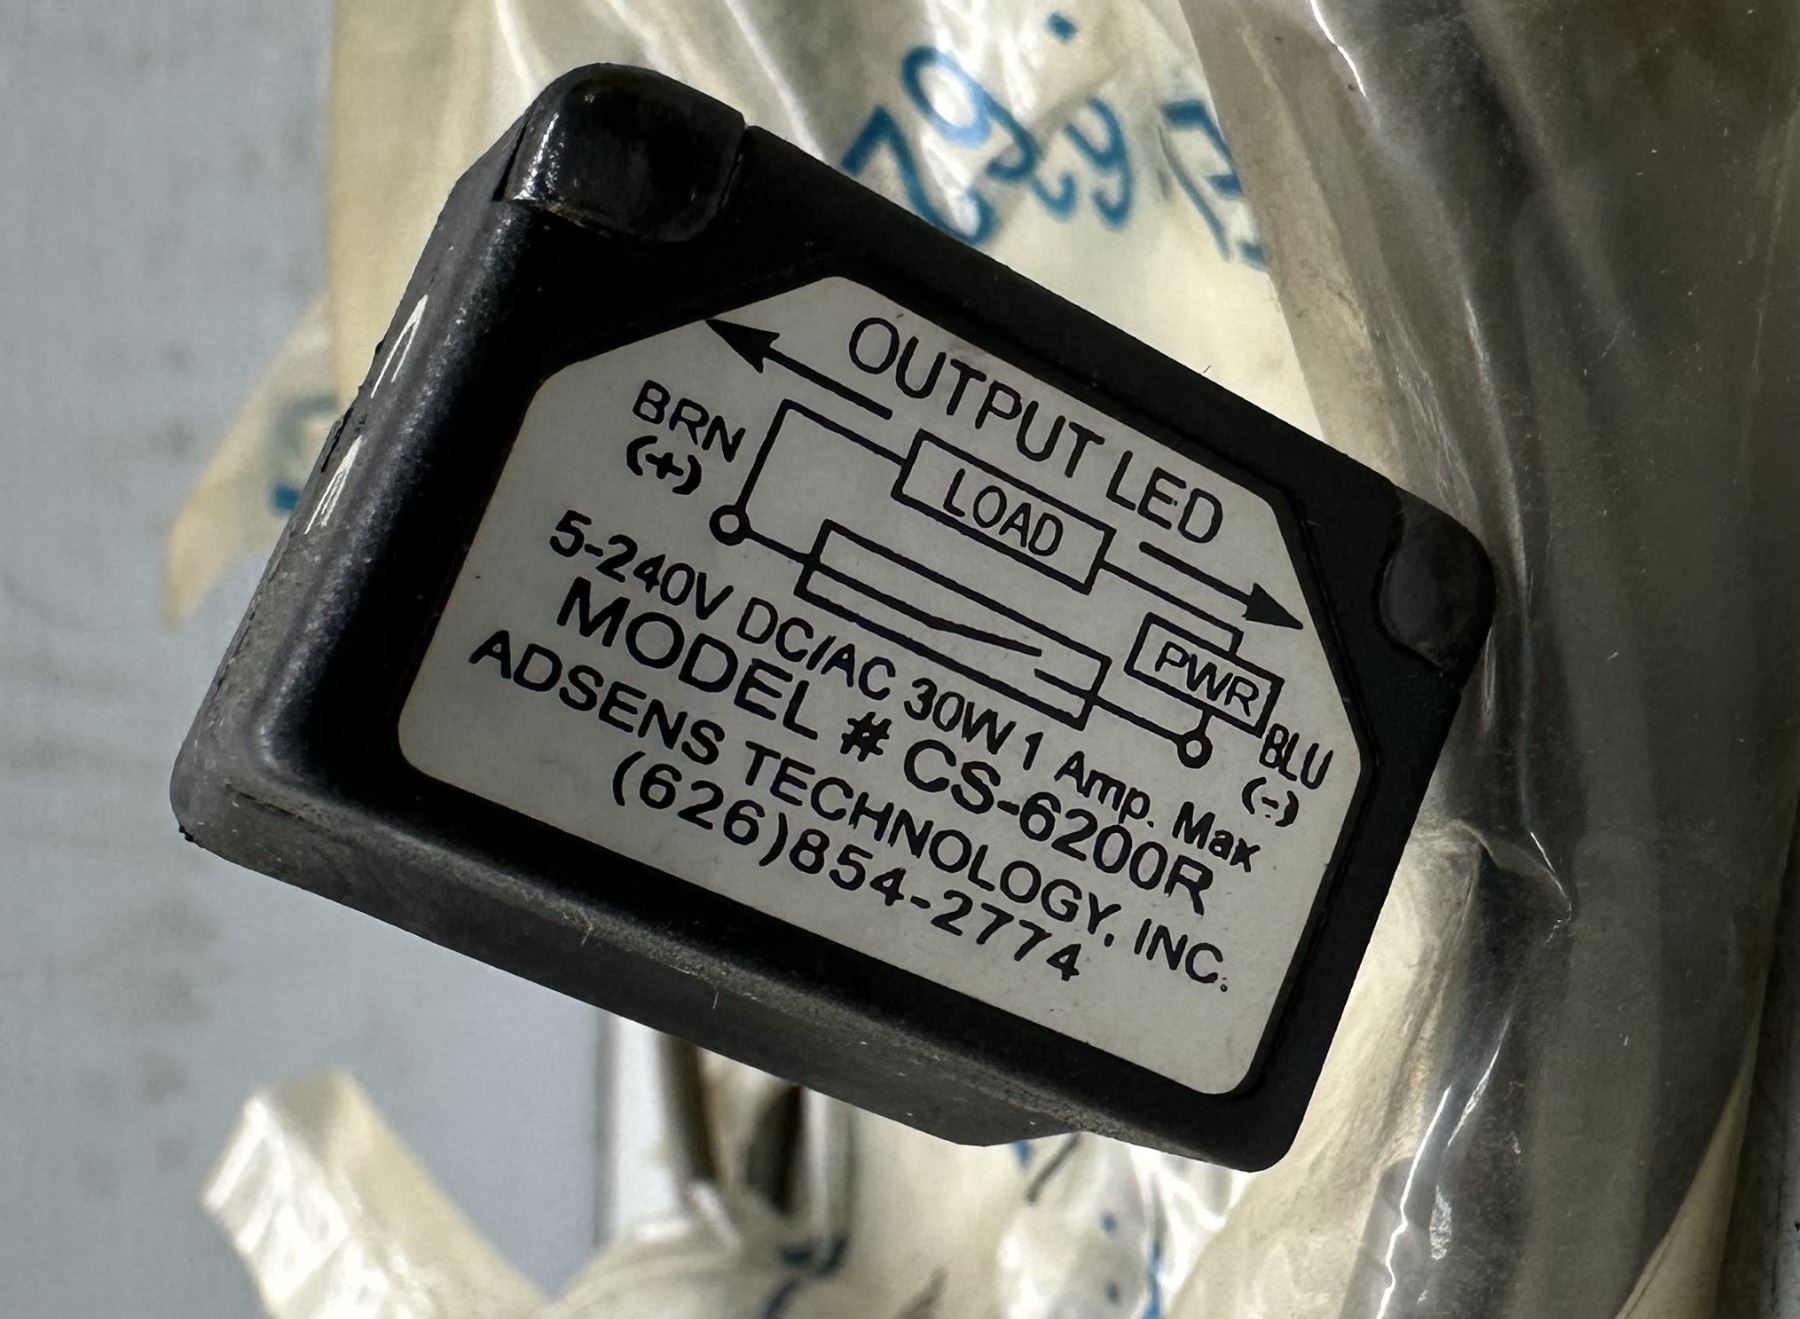 OUTPUT LED
BRN
(+)
LOAD
PWR
BLU
(-)
5-240V DC/AC 30W 1 Amp. Max
MODEL # CS-6200R
ADSENS TECHNOLOGY, INC.
(626)854-2774